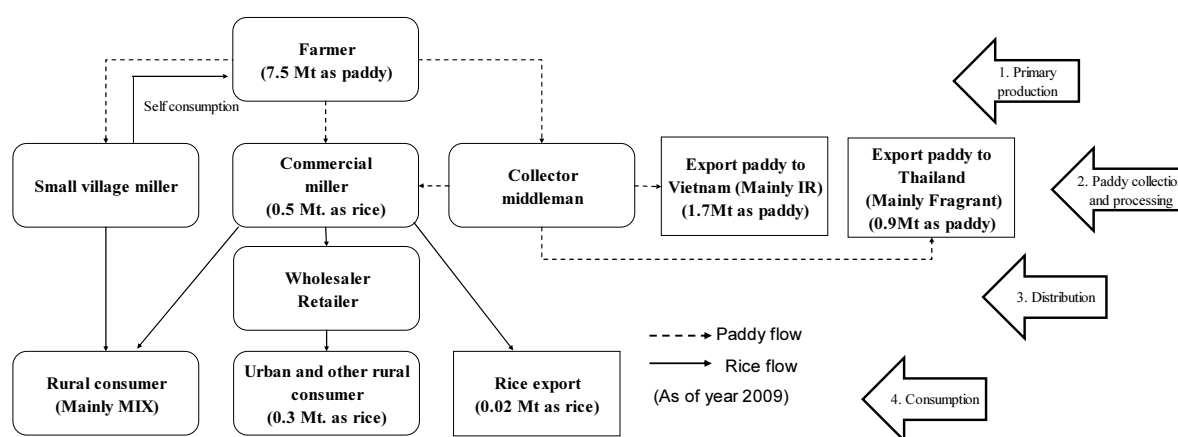 Farmer
(7.5 Mt as paddy)
1. Primary
production
Self consumption
Small village miller
Commercial
miller
(0.5 Mt. as rice)
Collector
middleman
Export paddy to
Vietnam (Mainly IR)
(1.7Mt as paddy)
Export paddy to
Thailand
(Mainly Fragrant)
(0.9Mt as paddy)
2. Paddy collection
and processing
Wholesaler
Retailer
3. Distribution
Paddy flow
Rice flow
(As of year 2009)
Rural consumer
(Mainly MIX)
Urban and other rural
consumer
(0.3 Mt. as rice)
Rice export
(0.02 Mt as rice)
4. Consumption